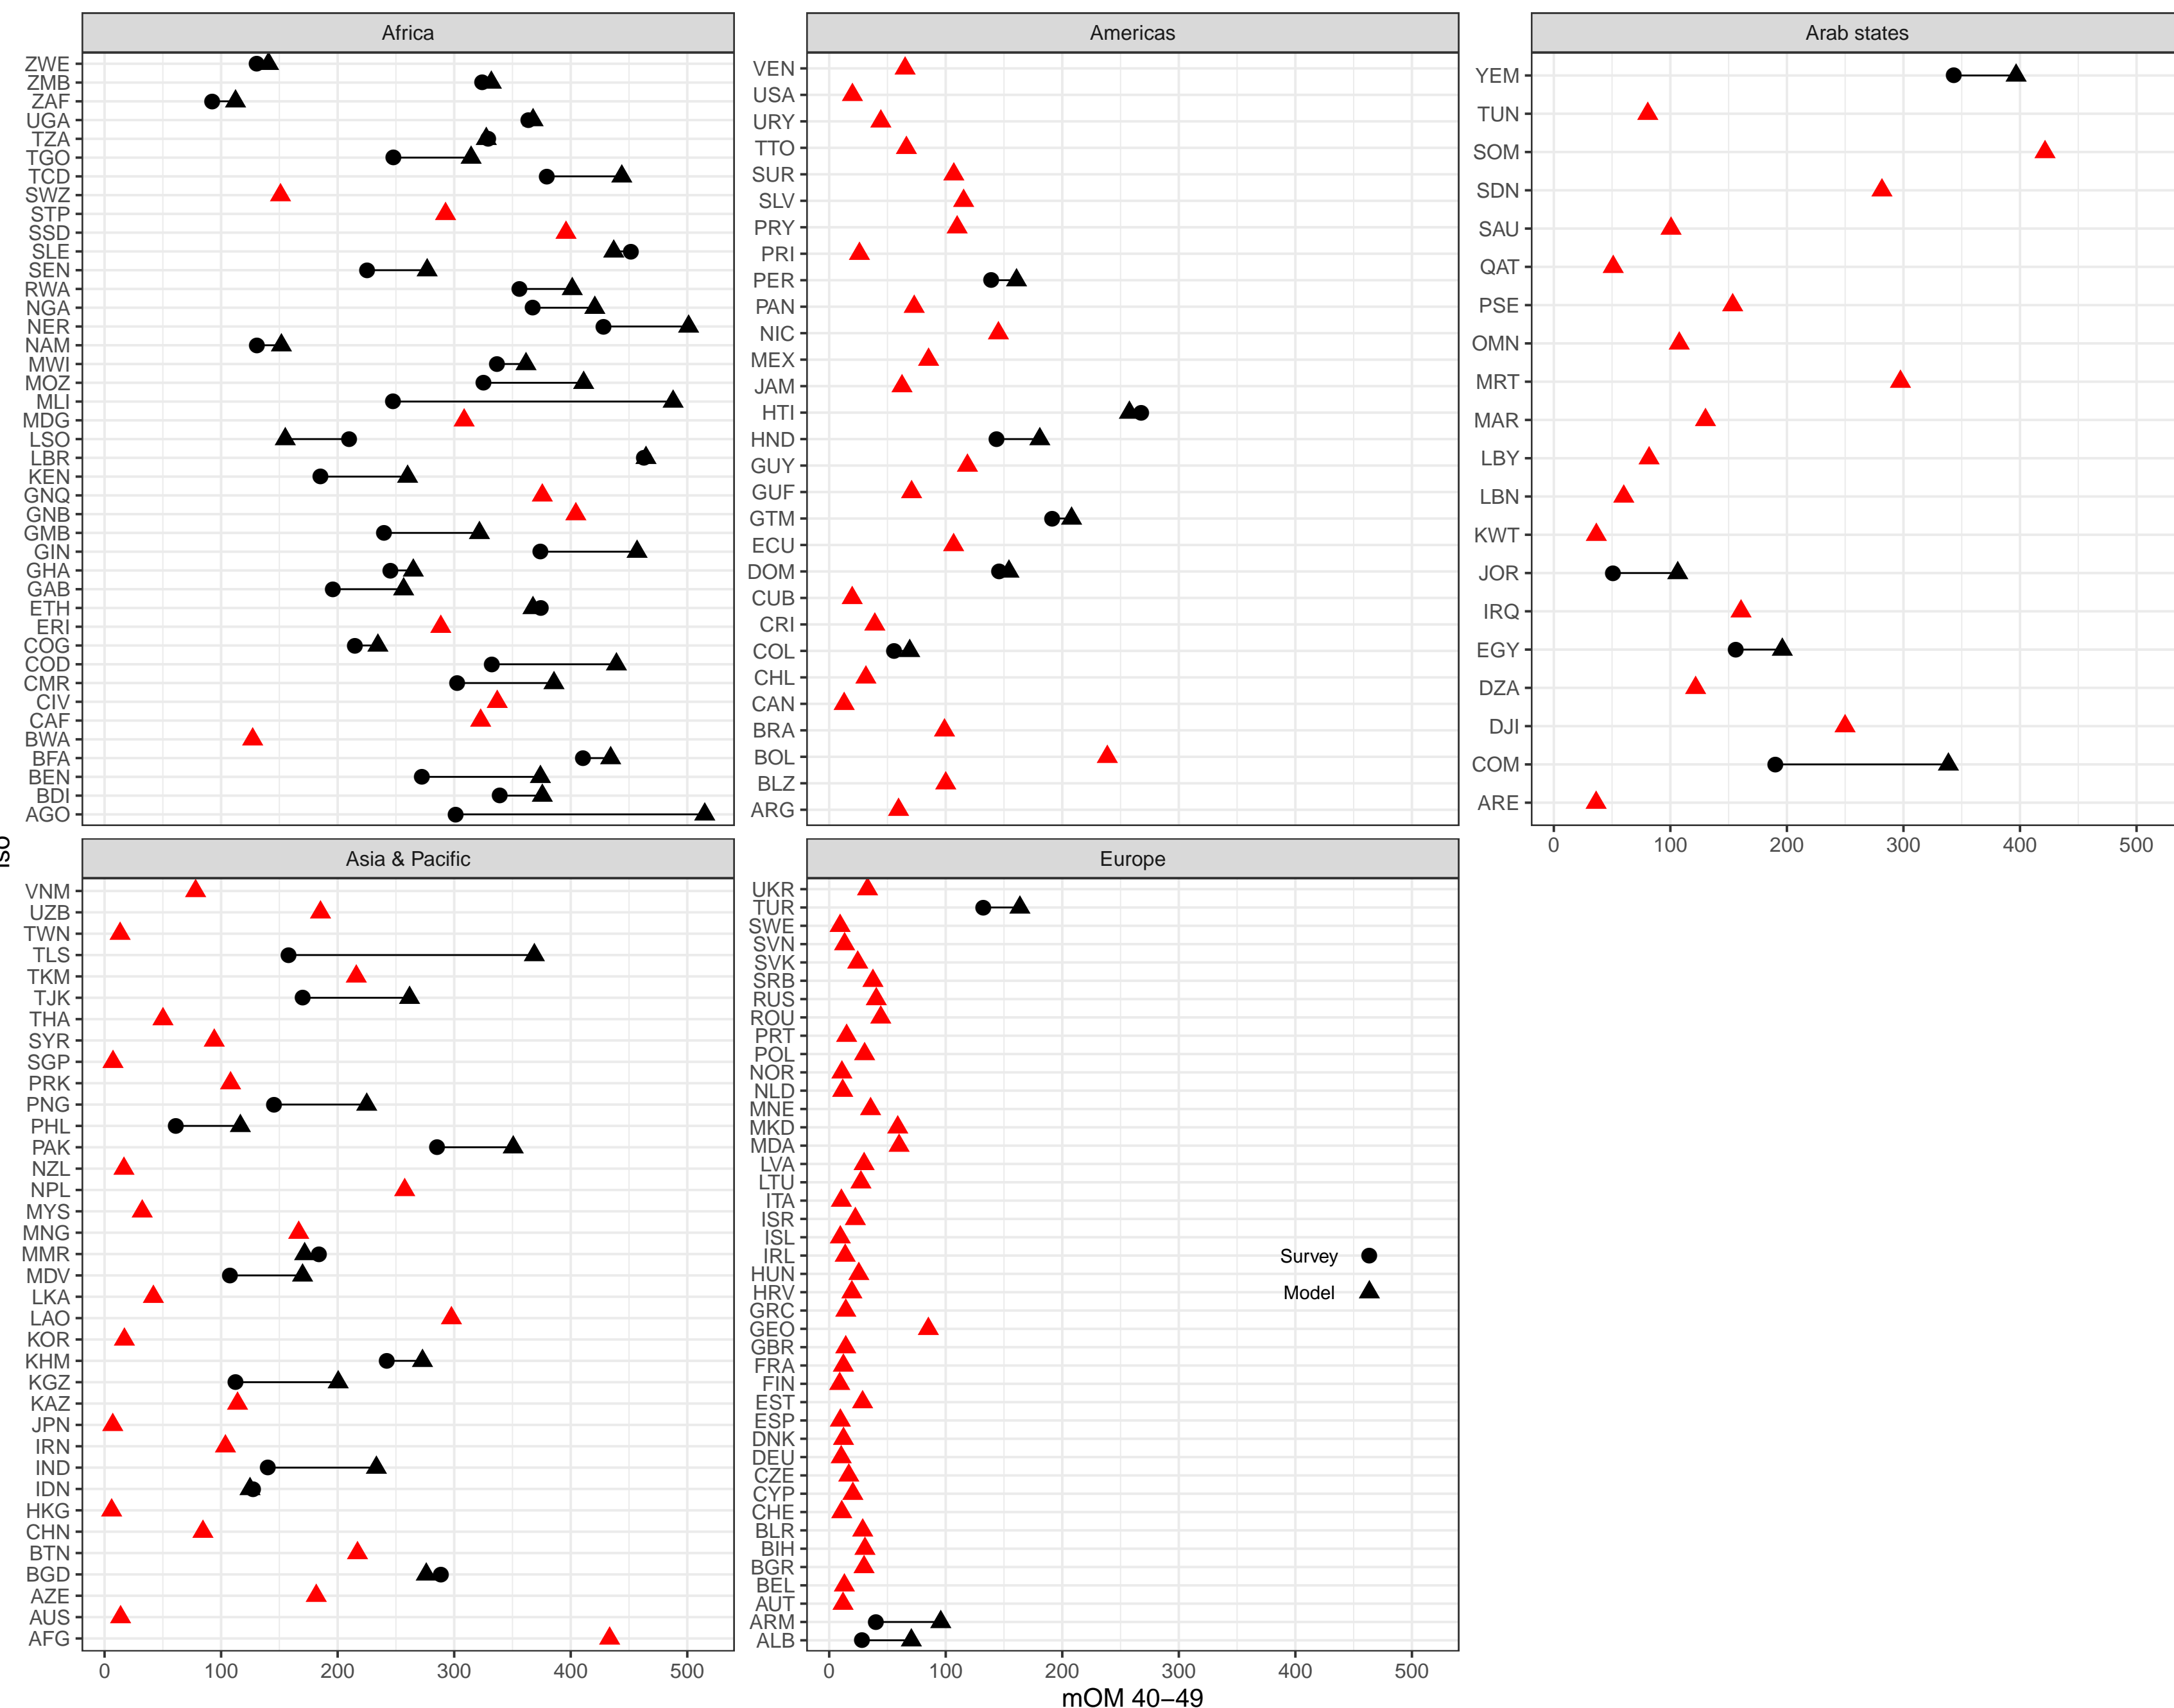 Africa
ZWE
ZMB
ZAF
UGA
TZA
TGO
TCD
SWZ
STP
SSD
SLE
SEN
RWA
NGA
NER
NAM
MWI
MOZ
MLI
MDG
LSO
LBR
KEN
GNQ
GNB
GMB
GIN
GHA
GAB
ETH
ERI
COG
COD
CMR
CIV
CAF
BWA
BFA
BEN
BDI
AGO
Americas
VEN
USA
URY
TTO
SUR
SLV
PRY
PRI
PER
PAN
NIC
MEX
JAM
HTI
HND
GUY
GUF
GTM
ECU
DOM
CUB
CRI
COL
CHL
CAN
BRA
BOL
BLZ
ARG
Arab states
YEM
TUN
SOM
SDN
SAU
QAT
PSE
OMN
MRT
MAR
LBY
LBN
KWT
JOR
IRQ
EGY
DZA
DJI
COM
ARE
0 100 200 300 400 500
iso
Asia & Pacific
VNM
UZB
TWN
TLS
TKM
TJK
THA
SYR
SGP
PRK
PNG
PHL
PAK
NZL
NPL
MYS
MNG
MMR
MDV
LKA
LAO
KOR
KHM
KGZ
KAZ
JPN
IRN
IND
IDN
HKG
CHN
BTN
BGD
AZE
AUS
AFG
0 100 200 300 400 500
Europe
UKR
TUR
SWE
SVN
SVK
SRB
RUS
ROU
PRT
POL
NOR
NLD
MNE
MKD
MDA
LVA
LTU
ITA
ISR
ISL
IRL
HUN
HRV
GRC
GEO
GBR
FRA
FIN
EST
ESP
DNK
DEU
CZE
CYP
CHE
BLR
BIH
BGR
BEL
AUT
ARM
ALB
Survey
Model
0 100 200 300 400 500
mOM 40−49